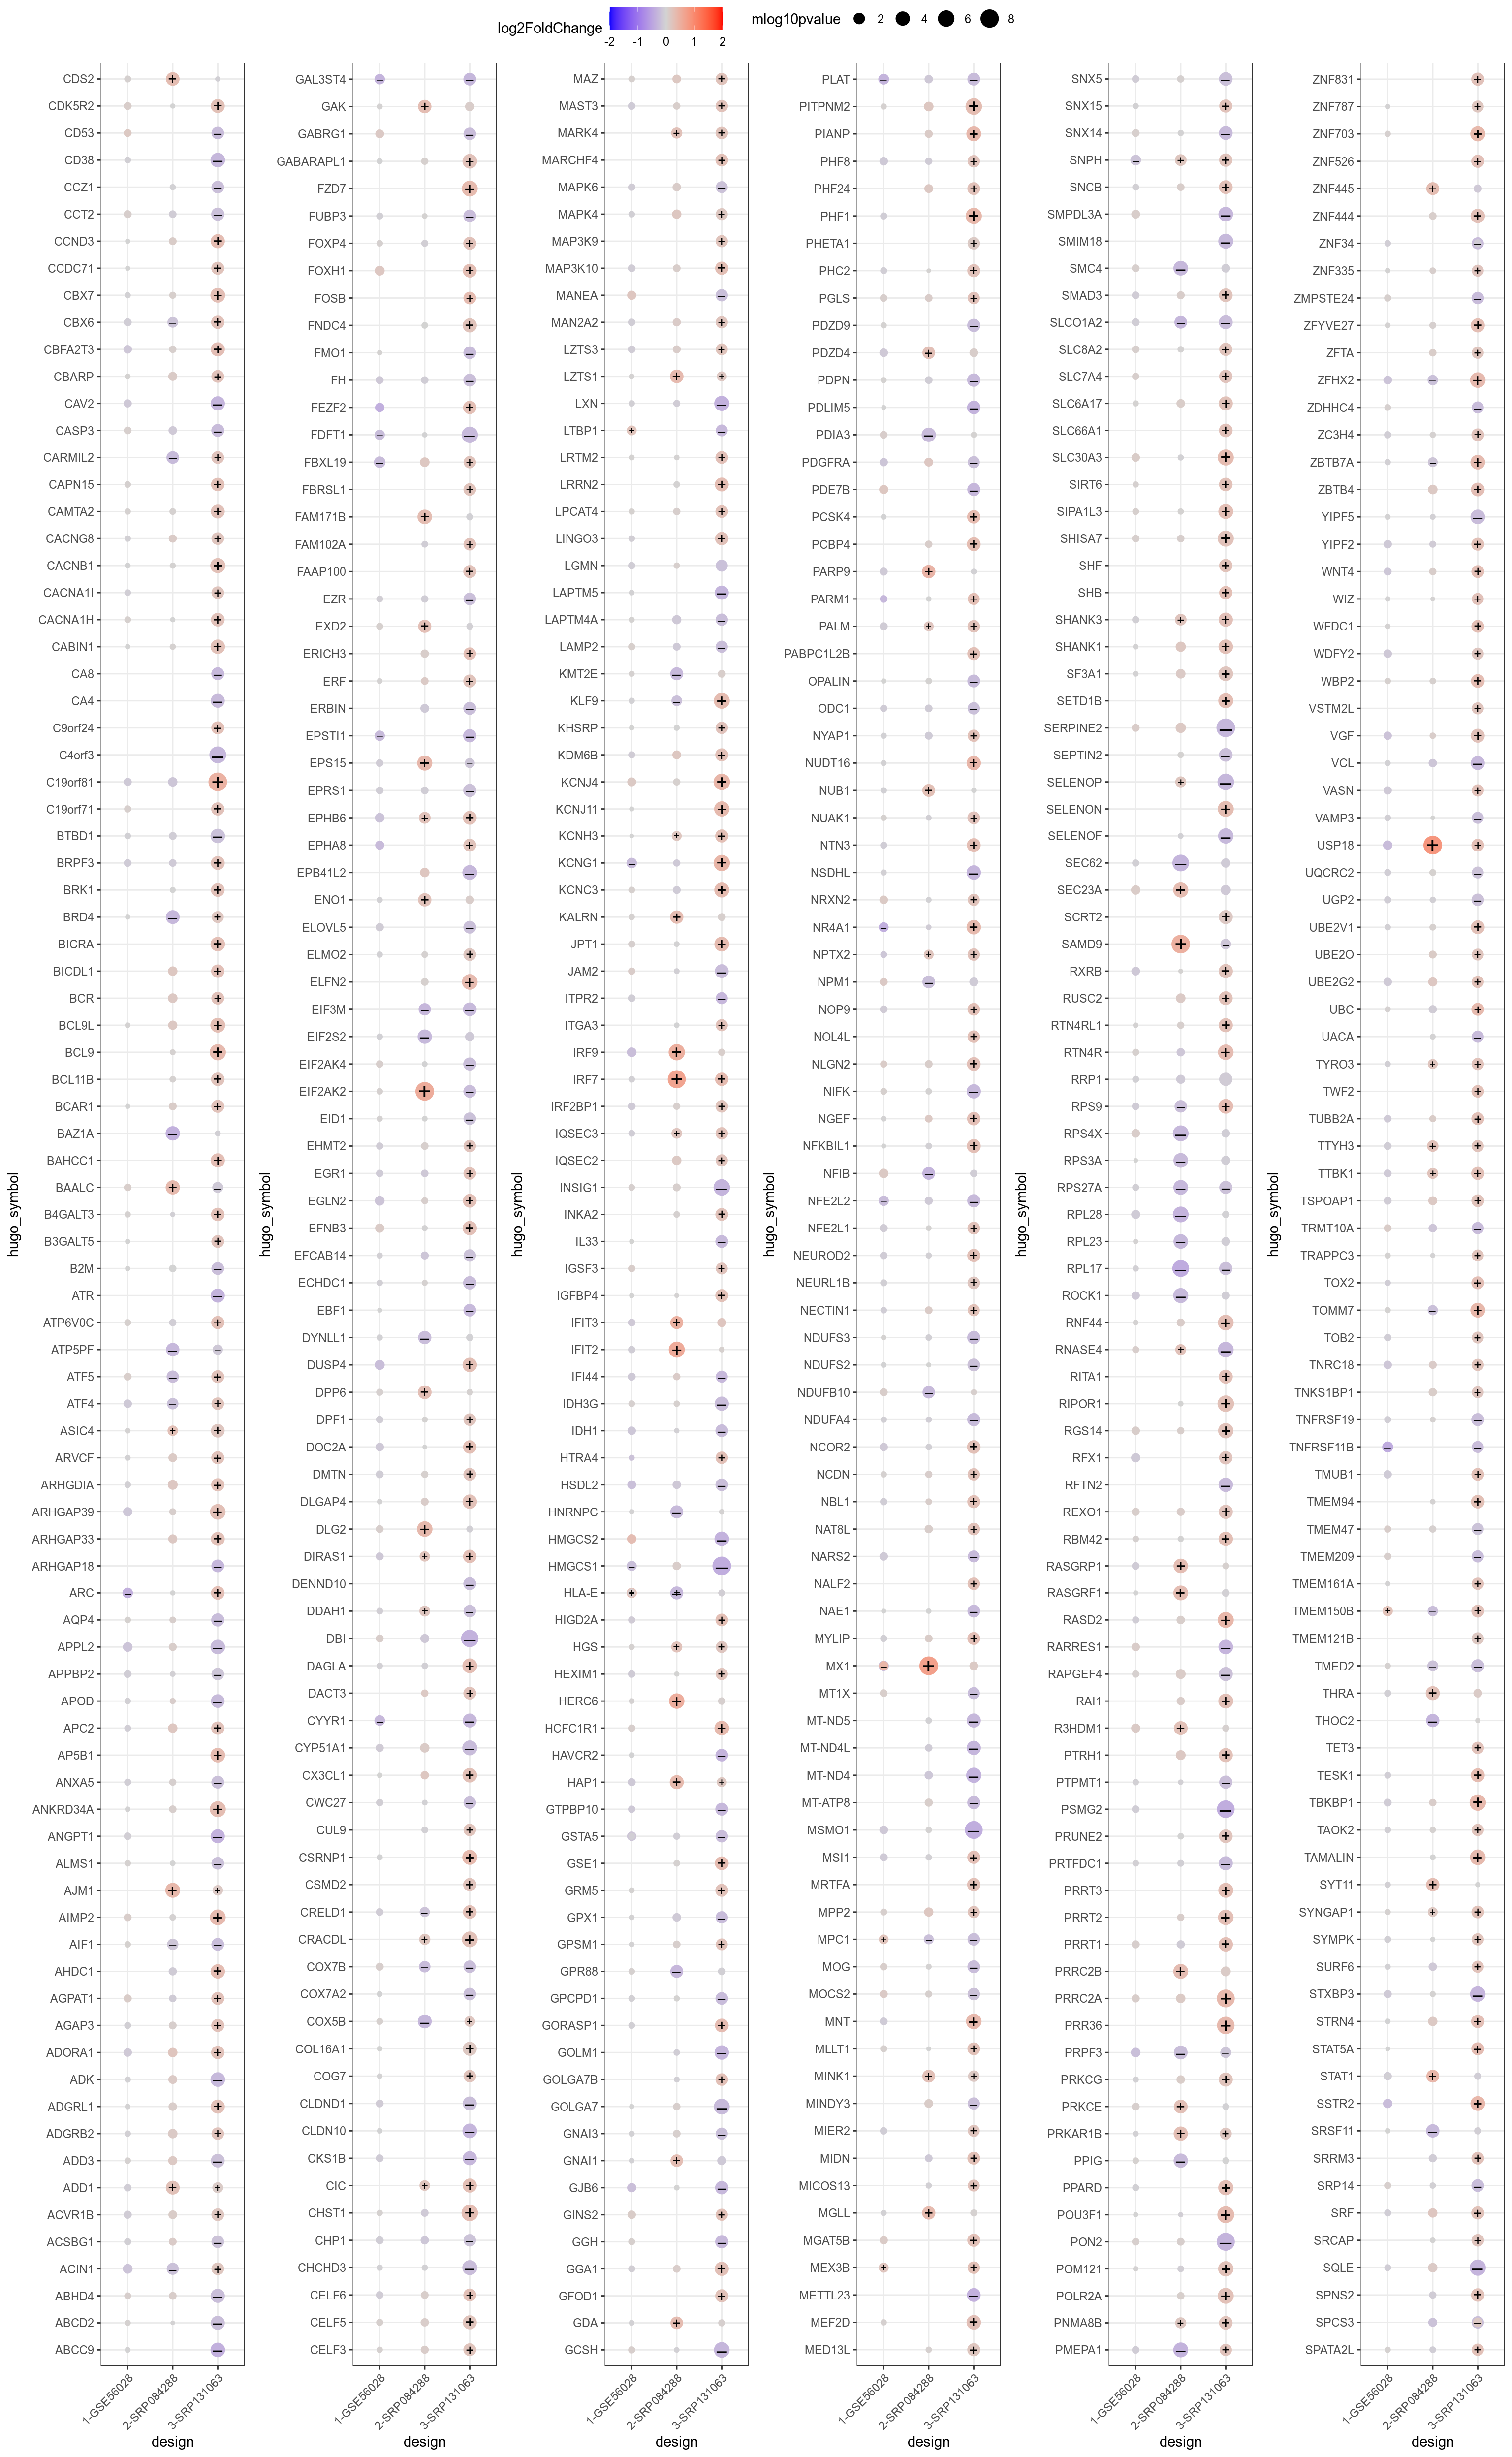 log2FoldChange
-2 -1 0 1 2
mlog10pvalue 2 4 6 8
hugo_symbol
CDS2
CDK5R2
CD53
CD38
CCZ1
CCT2
CCND3
CCDC71
CBX7
CBX6
CBFA2T3
CBARP
CAV2
CASP3
CARMIL2
CAPN15
CAMTA2
CACNG8
CACNB1
CACNA1I
CACNA1H
CABIN1
CA8
CA4
C9orf24
C4orf3
C19orf81
C19orf71
BTBD1
BRPF3
BRK1
BRD4
BICRA
BICDL1
BCR
BCL9L
BCL9
BCL11B
BCAR1
BAZ1A
BAHCC1
BAALC
B4GALT3
B3GALT5
B2M
ATR
ATP6V0C
ATP5PF
ATF5
ATF4
ASIC4
ARVCF
ARHGDIA
ARHGAP39
ARHGAP33
ARHGAP18
ARC
AQP4
APPL2
APPBP2
APOD
APC2
AP5B1
ANXA5
ANKRD34A
ANGPT1
ALMS1
AJM1
AIMP2
AIF1
AHDC1
AGPAT1
AGAP3
ADORA1
ADK
ADGRL1
ADGRB2
ADD3
ADD1
ACVR1B
ACSBG1
ACIN1
ABHD4
ABCD2
ABCC9
1-GSE56028
2-SRP084288
3-SRP131063
design
hugo_symbol
GAL3ST4
GAK
GABRG1
GABARAPL1
FZD7
FUBP3
FOXP4
FOXH1
FOSB
FNDC4
FMO1
FH
FEZF2
FDFT1
FBXL19
FBRSL1
FAM171B
FAM102A
FAAP100
EZR
EXD2
ERICH3
ERF
ERBIN
EPSTI1
EPS15
EPRS1
EPHB6
EPHA8
EPB41L2
ENO1
ELOVL5
ELMO2
ELFN2
EIF3M
EIF2S2
EIF2AK4
EIF2AK2
EID1
EHMT2
EGR1
EGLN2
EFNB3
EFCAB14
ECHDC1
EBF1
DYNLL1
DUSP4
DPP6
DPF1
DOC2A
DMTN
DLGAP4
DLG2
DIRAS1
DENND10
DDAH1
DBI
DAGLA
DACT3
CYYR1
CYP51A1
CX3CL1
CWC27
CUL9
CSRNP1
CSMD2
CRELD1
CRACDL
COX7B
COX7A2
COX5B
COL16A1
COG7
CLDND1
CLDN10
CKS1B
CIC
CHST1
CHP1
CHCHD3
CELF6
CELF5
CELF3
1-GSE56028
2-SRP084288
3-SRP131063
design
hugo_symbol
MAZ
MAST3
MARK4
MARCHF4
MAPK6
MAPK4
MAP3K9
MAP3K10
MANEA
MAN2A2
LZTS3
LZTS1
LXN
LTBP1
LRTM2
LRRN2
LPCAT4
LINGO3
LGMN
LAPTM5
LAPTM4A
LAMP2
KMT2E
KLF9
KHSRP
KDM6B
KCNJ4
KCNJ11
KCNH3
KCNG1
KCNC3
KALRN
JPT1
JAM2
ITPR2
ITGA3
IRF9
IRF7
IRF2BP1
IQSEC3
IQSEC2
INSIG1
INKA2
IL33
IGSF3
IGFBP4
IFIT3
IFIT2
IFI44
IDH3G
IDH1
HTRA4
HSDL2
HNRNPC
HMGCS2
HMGCS1
HLA-E
HIGD2A
HGS
HEXIM1
HERC6
HCFC1R1
HAVCR2
HAP1
GTPBP10
GSTA5
GSE1
GRM5
GPX1
GPSM1
GPR88
GPCPD1
GORASP1
GOLM1
GOLGA7B
GOLGA7
GNAI3
GNAI1
GJB6
GINS2
GGH
GGA1
GFOD1
GDA
GCSH
1-GSE56028
2-SRP084288
3-SRP131063
design
hugo_symbol
PLAT
PITPNM2
PIANP
PHF8
PHF24
PHF1
PHETA1
PHC2
PGLS
PDZD9
PDZD4
PDPN
PDLIM5
PDIA3
PDGFRA
PDE7B
PCSK4
PCBP4
PARP9
PARM1
PALM
PABPC1L2B
OPALIN
ODC1
NYAP1
NUDT16
NUB1
NUAK1
NTN3
NSDHL
NRXN2
NR4A1
NPTX2
NPM1
NOP9
NOL4L
NLGN2
NIFK
NGEF
NFKBIL1
NFIB
NFE2L2
NFE2L1
NEUROD2
NEURL1B
NECTIN1
NDUFS3
NDUFS2
NDUFB10
NDUFA4
NCOR2
NCDN
NBL1
NAT8L
NARS2
NALF2
NAE1
MYLIP
MX1
MT1X
MT-ND5
MT-ND4L
MT-ND4
MT-ATP8
MSMO1
MSI1
MRTFA
MPP2
MPC1
MOG
MOCS2
MNT
MLLT1
MINK1
MINDY3
MIER2
MIDN
MICOS13
MGLL
MGAT5B
MEX3B
METTL23
MEF2D
MED13L
1-GSE56028
2-SRP084288
3-SRP131063
design
hugo_symbol
SNX5
SNX15
SNX14
SNPH
SNCB
SMPDL3A
SMIM18
SMC4
SMAD3
SLCO1A2
SLC8A2
SLC7A4
SLC6A17
SLC66A1
SLC30A3
SIRT6
SIPA1L3
SHISA7
SHF
SHB
SHANK3
SHANK1
SF3A1
SETD1B
SERPINE2
SEPTIN2
SELENOP
SELENON
SELENOF
SEC62
SEC23A
SCRT2
SAMD9
RXRB
RUSC2
RTN4RL1
RTN4R
RRP1
RPS9
RPS4X
RPS3A
RPS27A
RPL28
RPL23
RPL17
ROCK1
RNF44
RNASE4
RITA1
RIPOR1
RGS14
RFX1
RFTN2
REXO1
RBM42
RASGRP1
RASGRF1
RASD2
RARRES1
RAPGEF4
RAI1
R3HDM1
PTRH1
PTPMT1
PSMG2
PRUNE2
PRTFDC1
PRRT3
PRRT2
PRRT1
PRRC2B
PRRC2A
PRR36
PRPF3
PRKCG
PRKCE
PRKAR1B
PPIG
PPARD
POU3F1
PON2
POM121
POLR2A
PNMA8B
PMEPA1
1-GSE56028
2-SRP084288
3-SRP131063
design
hugo_symbol
ZNF831
ZNF787
ZNF703
ZNF526
ZNF445
ZNF444
ZNF34
ZNF335
ZMPSTE24
ZFYVE27
ZFTA
ZFHX2
ZDHHC4
ZC3H4
ZBTB7A
ZBTB4
YIPF5
YIPF2
WNT4
WIZ
WFDC1
WDFY2
WBP2
VSTM2L
VGF
VCL
VASN
VAMP3
USP18
UQCRC2
UGP2
UBE2V1
UBE2O
UBE2G2
UBC
UACA
TYRO3
TWF2
TUBB2A
TTYH3
TTBK1
TSPOAP1
TRMT10A
TRAPPC3
TOX2
TOMM7
TOB2
TNRC18
TNKS1BP1
TNFRSF19
TNFRSF11B
TMUB1
TMEM94
TMEM47
TMEM209
TMEM161A
TMEM150B
TMEM121B
TMED2
THRA
THOC2
TET3
TESK1
TBKBP1
TAOK2
TAMALIN
SYT11
SYNGAP1
SYMPK
SURF6
STXBP3
STRN4
STAT5A
STAT1
SSTR2
SRSF11
SRRM3
SRP14
SRF
SRCAP
SQLE
SPNS2
SPCS3
SPATA2L
1-GSE56028
2-SRP084288
3-SRP131063
design